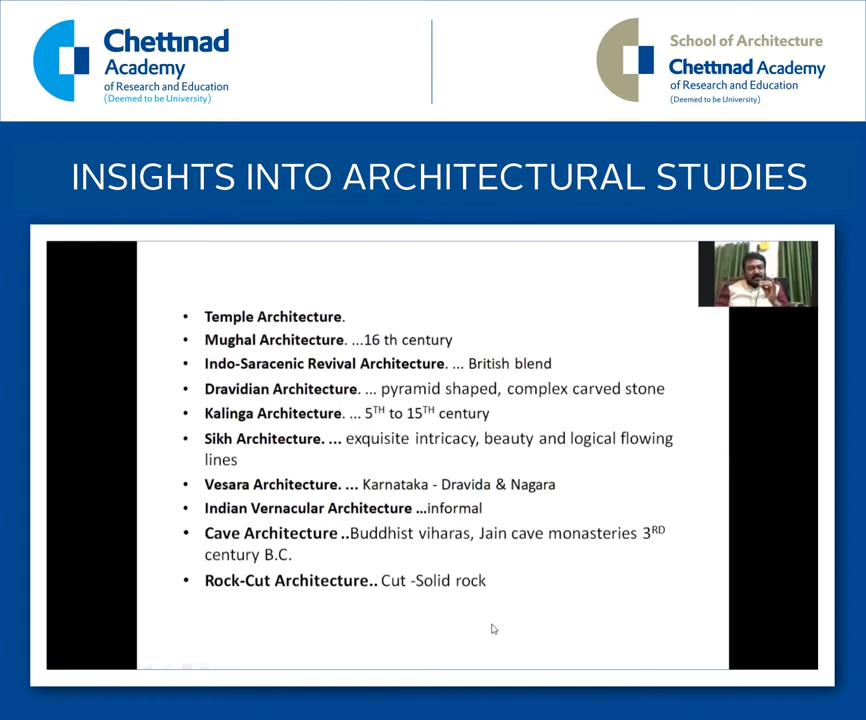 Chettinad
Academy
of Research and Education
(Deemed to be University)
School of Architecture
Chettinad Academy
of Research and Education
(Deemed to be University)
INSIGHTS INTO ARCHITECTURAL STUDIES
• Temple Architecture.
• Mughal Architecture. ...16 th century
• Indo-Saracenic Revival Architecture. ... British blend
• Dravidian Architecture. ... pyramid shaped, complex carved stone
• Kalinga Architecture. ... 5TH to 15TH century
• Sikh Architecture. ... exquisite intricacy, beauty and logical flowing
lines
• Vesara Architecture. ... Karnataka - Dravida & Nagara
• Indian Vernacular Architecture ...informal
• Cave Architecture ..Buddhist viharas, Jain cave monasteries 3RD
century B.C.
• Rock-Cut Architecture.. Cut -Solid rock